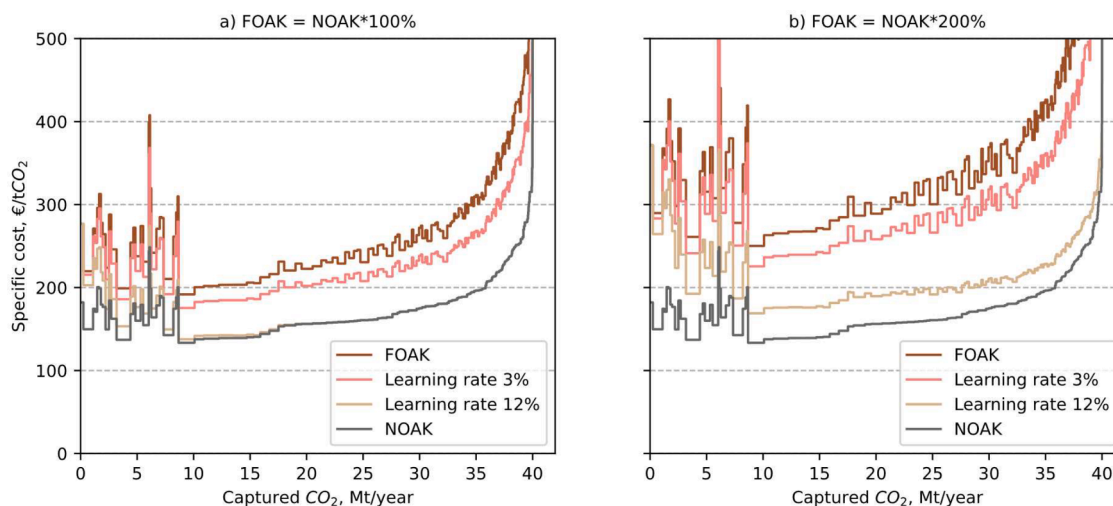 a) FOAK = NOAK*100%
b) FOAK = NOAK*200%
Specific cost, €/tCO₂
500
400
300
200
100
0
FOAK
Learning rate 3%
Learning rate 12%
NOAK
0 5 10 15 20 25 30 35 40
Captured CO₂, Mt/year
FOAK
Learning rate 3%
Learning rate 12%
NOAK
0 5 10 15 20 25 30 35 40
Captured CO₂, Mt/year